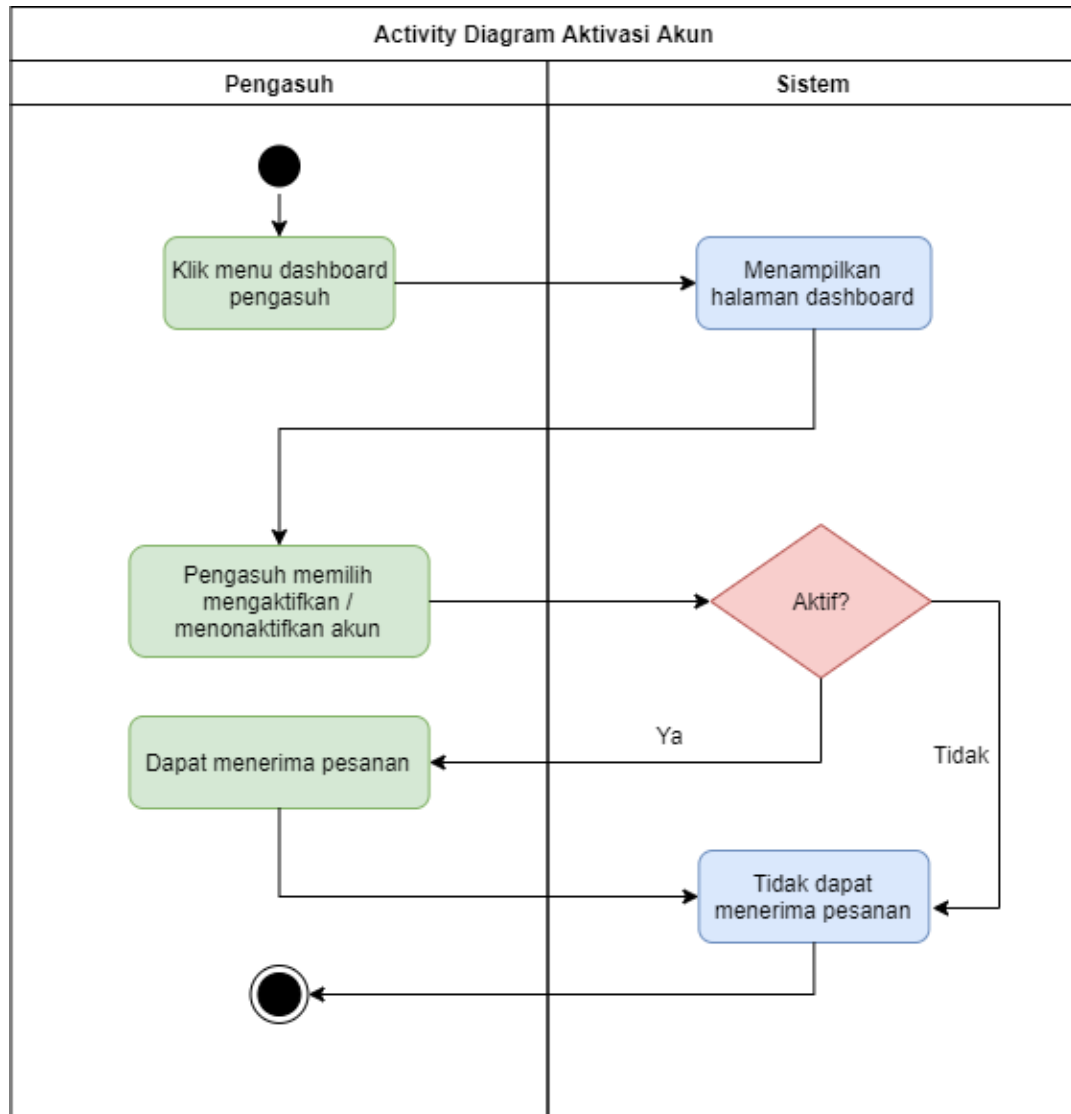 Activity Diagram Aktivasi Akun
Pengasuh
Sistem
Klik menu dashboard
pengasuh
Menampilkan
halaman dashboard
Pengasuh memilih
mengaktifkan /
menonaktifkan akun
Aktif?
Ya
Tidak
Dapat menerima pesanan
Tidak dapat
menerima pesanan